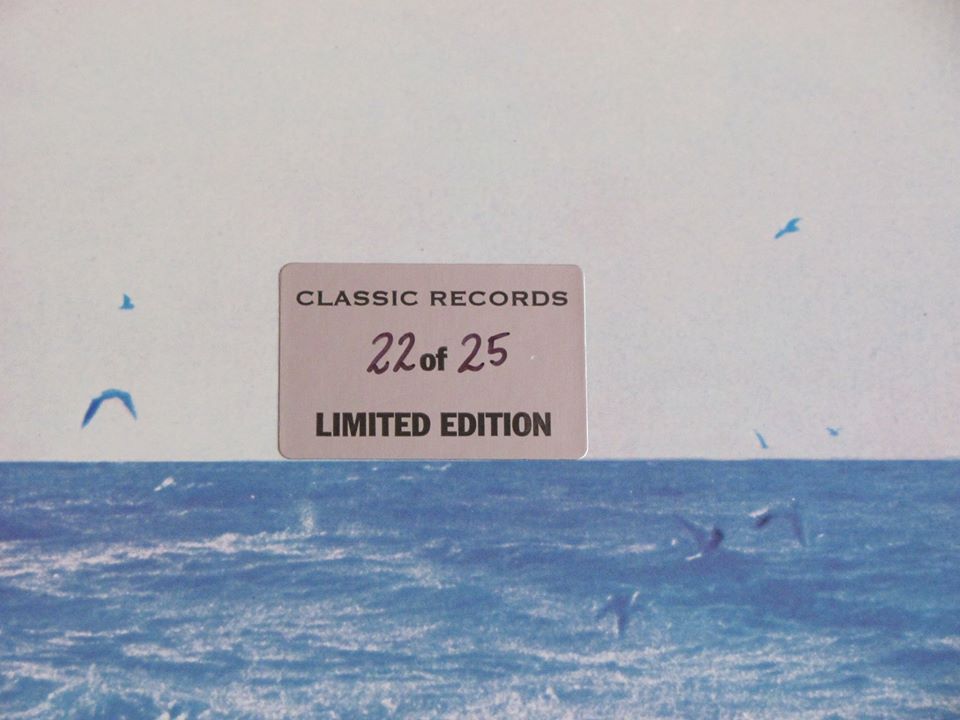 CLASSIC RECORDS
22 of 25
LIMITED EDITION